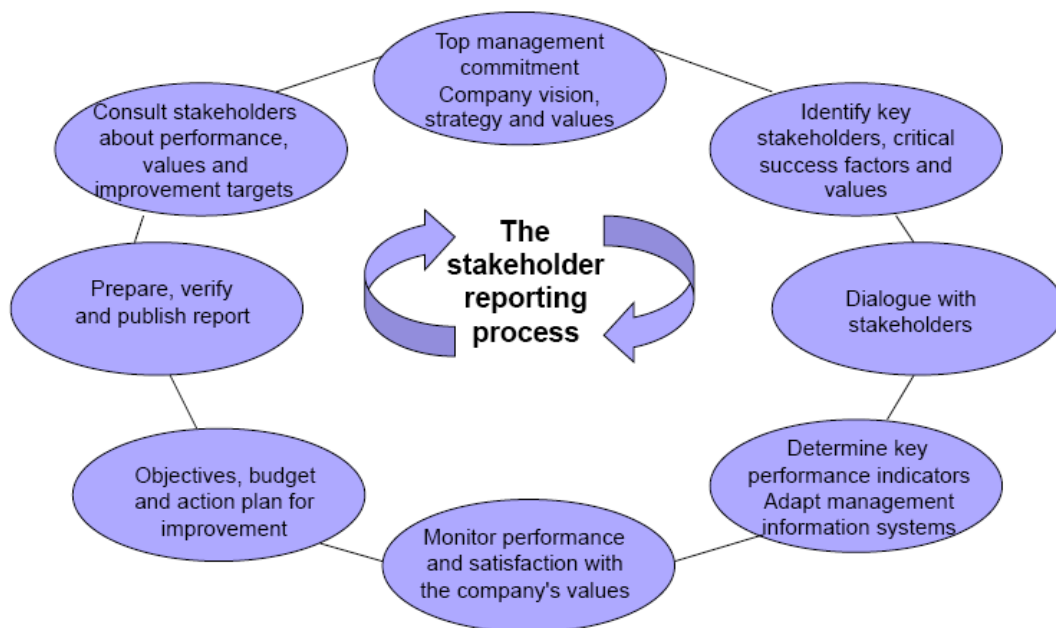 Top management
commitment
Company vision,
strategy and values
Identify key
stakeholders, critical
success factors and
values
Dialogue with
stakeholders
Determine key
performance indicators
Adapt management
information systems
Monitor performance
and satisfaction with
the company's values
Objectives, budget
and action plan for
improvement
Prepare, verify
and publish report
Consult stakeholders
about performance,
values and
improvement targets
The
stakeholder
reporting
process